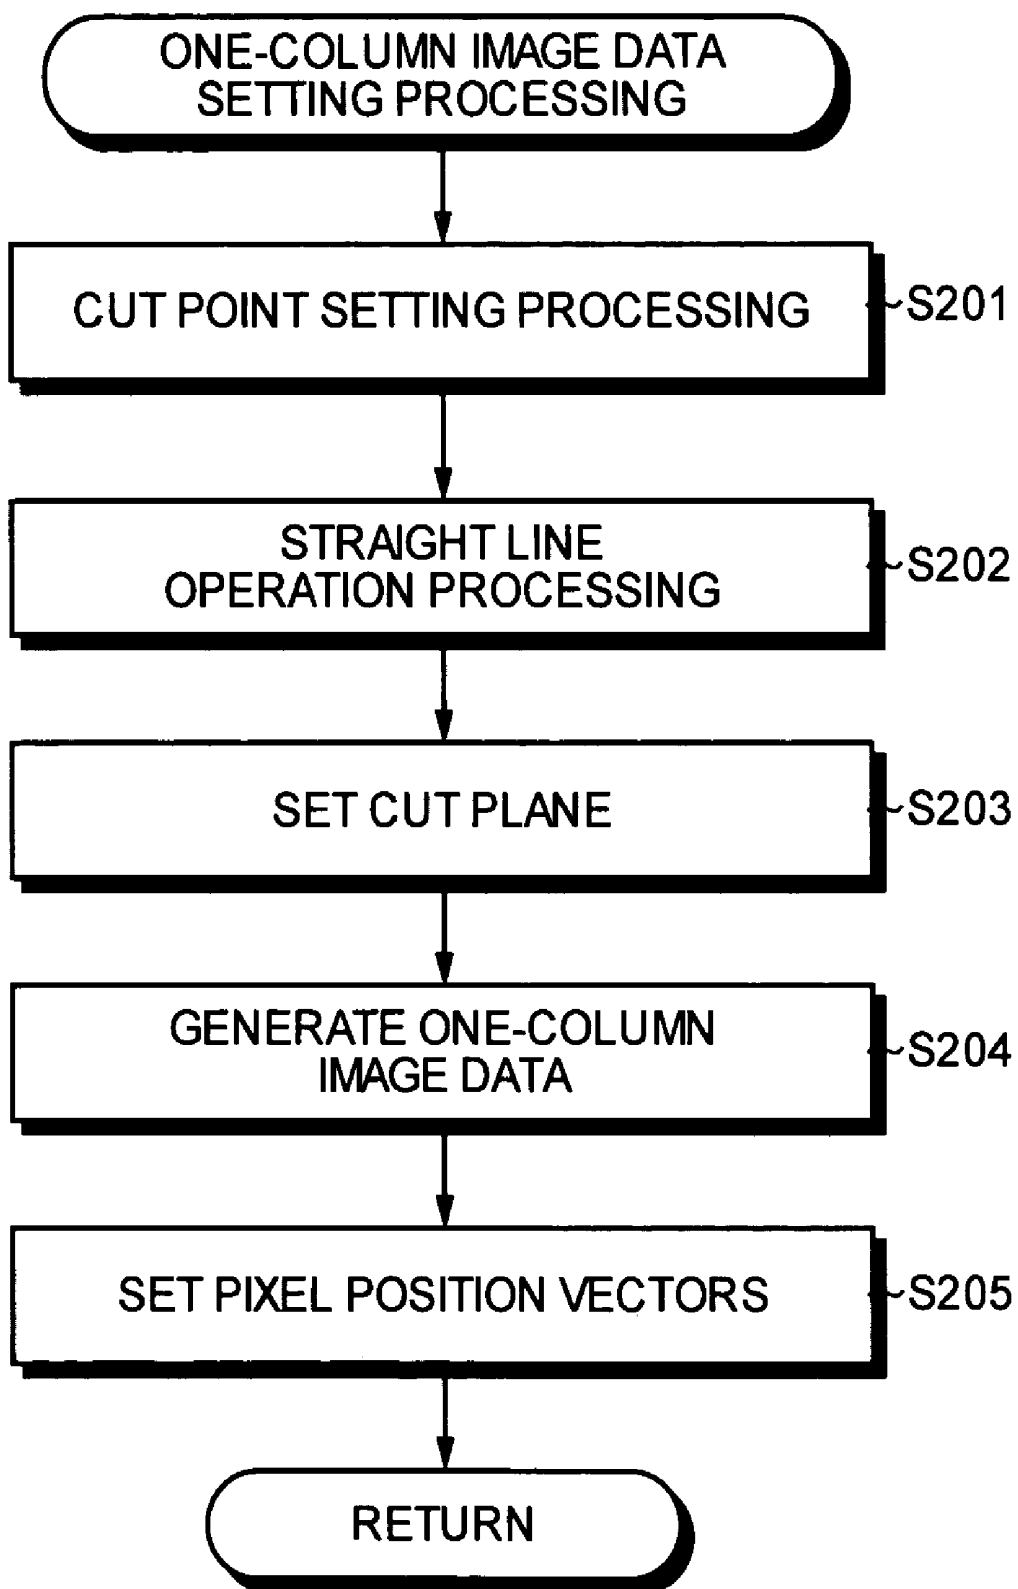 ONE-COLUMN IMAGE DATA
SETTING PROCESSING
CUT POINT SETTING PROCESSING
S201
STRAIGHT LINE
OPERATION PROCESSING
S202
SET CUT PLANE
S203
GENERATE ONE-COLUMN
IMAGE DATA
S204
SET PIXEL POSITION VECTORS
S205
RETURN